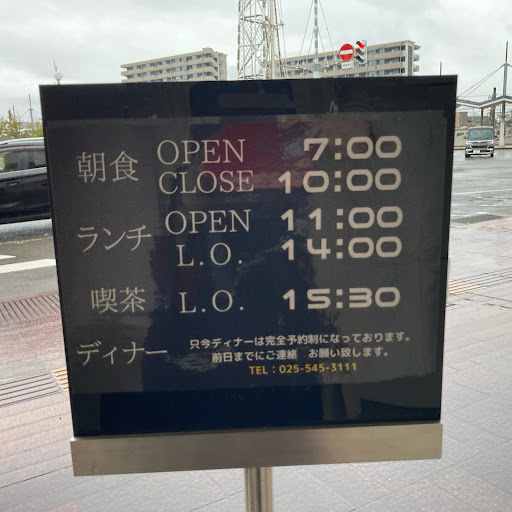 朝食 OPEN 7:00
CLOSE 10:00
ランチ OPEN 11:00
L.O. 14:00
喫茶 L.O. 15:30
ディナー 只今ディナーは完全予約制になっております。
前日までにご連絡 お願い致します。
TEL：025-545-3111